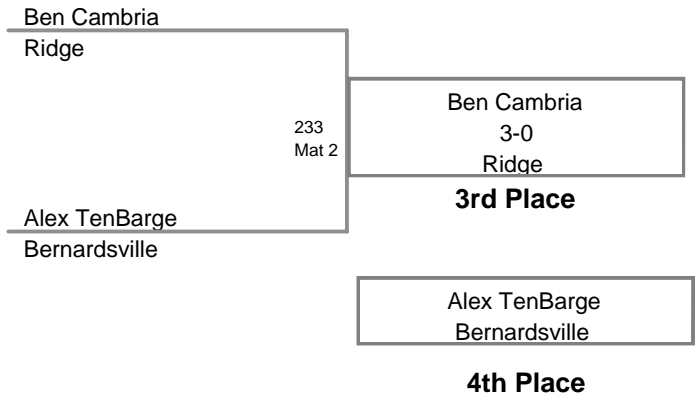 Ben Cambria
Ridge
233
Mat 2
Ben Cambria
3-0
Ridge
3rd Place
Alex TenBarge
Bernardsville
Alex TenBarge
Bernardsville
4th Place